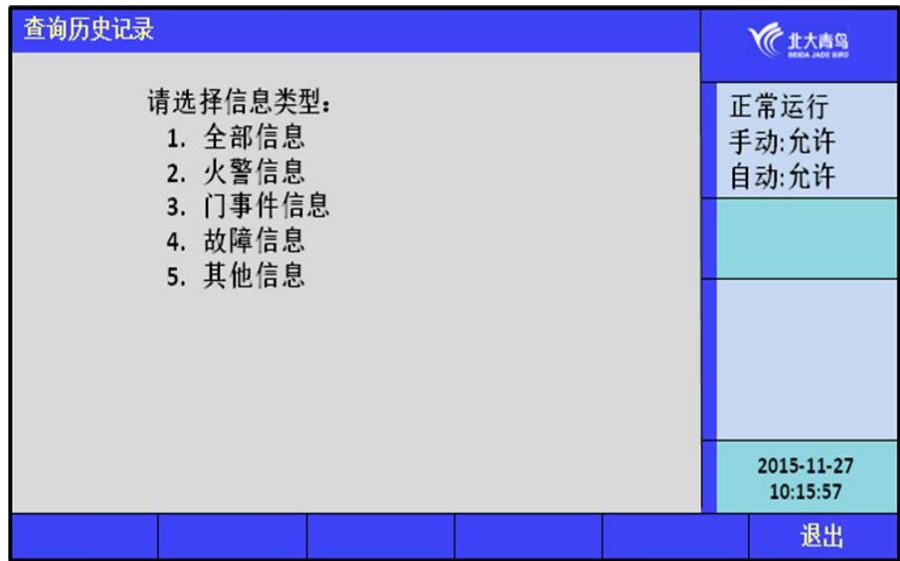 查询历史记录
北大青鸟
BEIDA JADE BIRD
请选择信息类型：
1. 全部信息
2. 火警信息
3. 门事件信息
4. 故障信息
5. 其他信息
正常运行
手动:允许
自动:允许
2015-11-27
10:15:57
退出